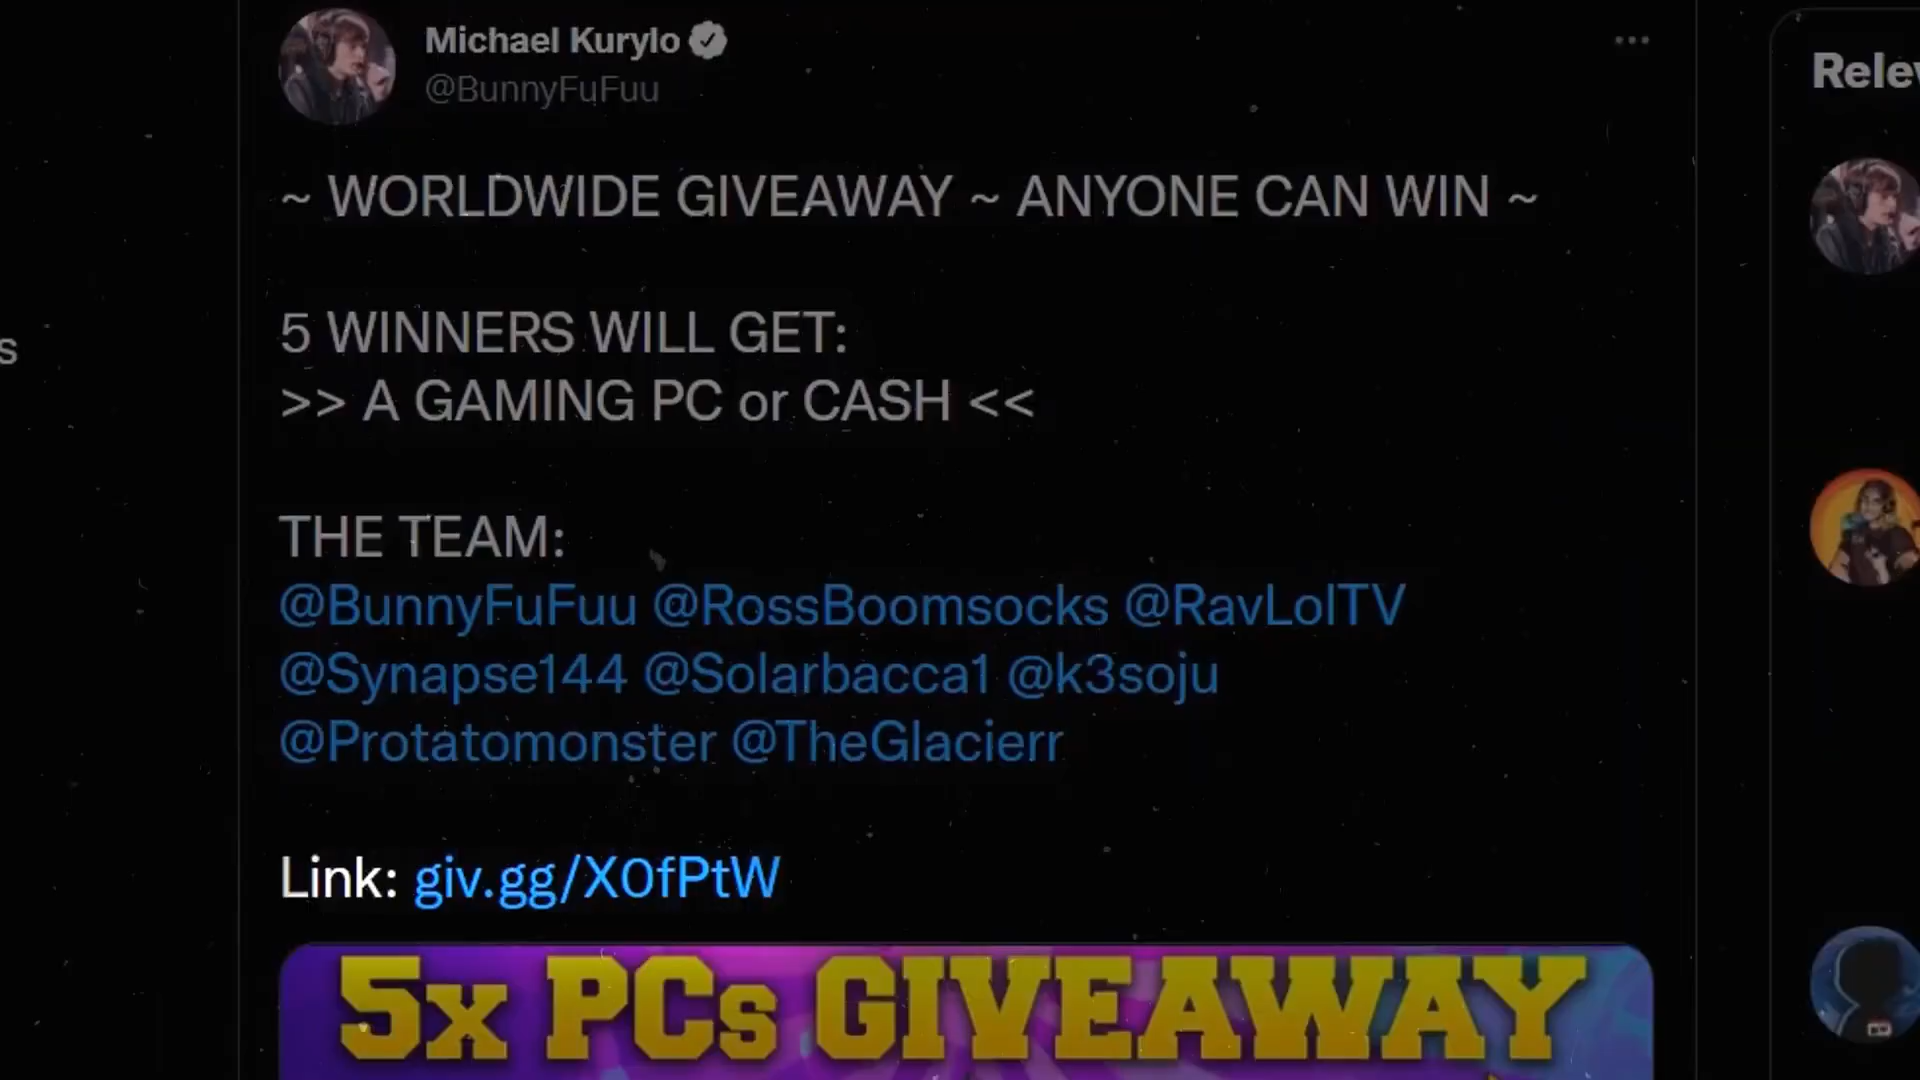 Michael Kurylo
@BunnyFuFuu
~ WORLDWIDE GIVEAWAY ~ ANYONE CAN WIN ~
5 WINNERS WILL GET:
>> A GAMING PC or CASH <<
THE TEAM:
@BunnyFuFuu @RossBoomsocks @RavLolTV
@Synapse144 @Solarbacca1 @k3soju
@Protatomonster @TheGlacierr
Link: giv.gg/X0fPtW
5x PCs GIVEAWAY